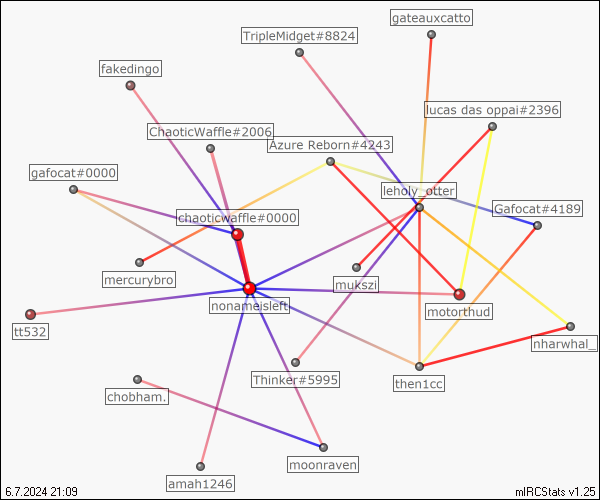 gateauxcatto
TripleMidget#8824
fakedingo
lucas das oppai#2396
ChaoticWaffle#2006
Azure Reborn#4243
gafocat#0000
leholy_otter
Gafocat#4189
chaoticwaffle#0000
mercurybro
mukszi
nonameisleft
motorthud
tt532
nharwhal_
Thinker#5995
then1cc
chobham.
moonraven
amah1246
6.7.2024 21:09
mIRCStats v1.25